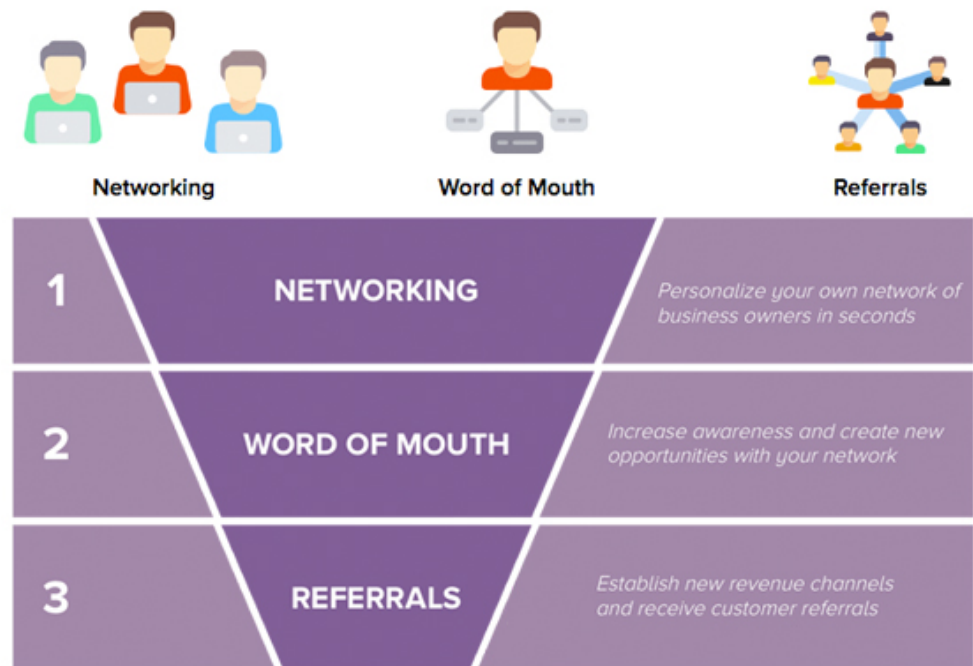 Networking
Word of Mouth
Referrals
1
NETWORKING
Personalize your own network of
business owners in seconds
2
WORD OF MOUTH
Increase awareness and create new
opportunities with your network
3
REFERRALS
Establish new revenue channels
and receive customer referrals